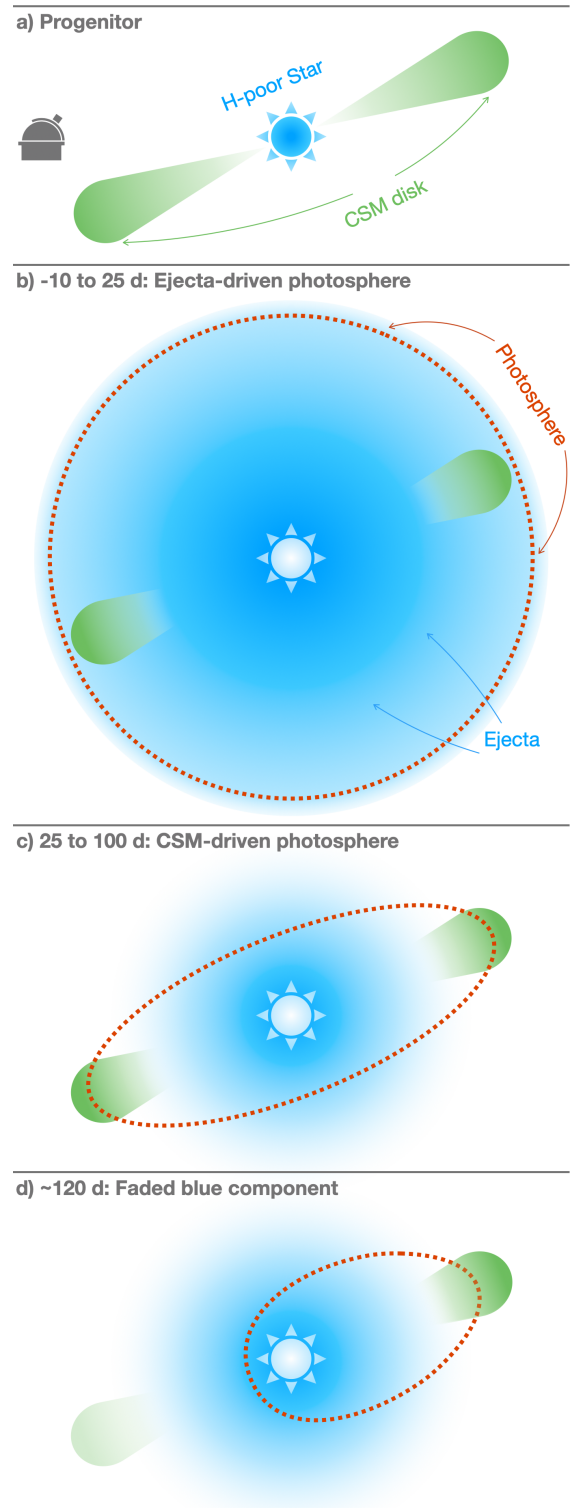 a) Progenitor
H-poor Star
CSM disk
b) -10 to 25 d: Ejecta-driven photosphere
Photosphere
Ejecta
c) 25 to 100 d: CSM-driven photosphere
d) ~120 d: Faded blue component